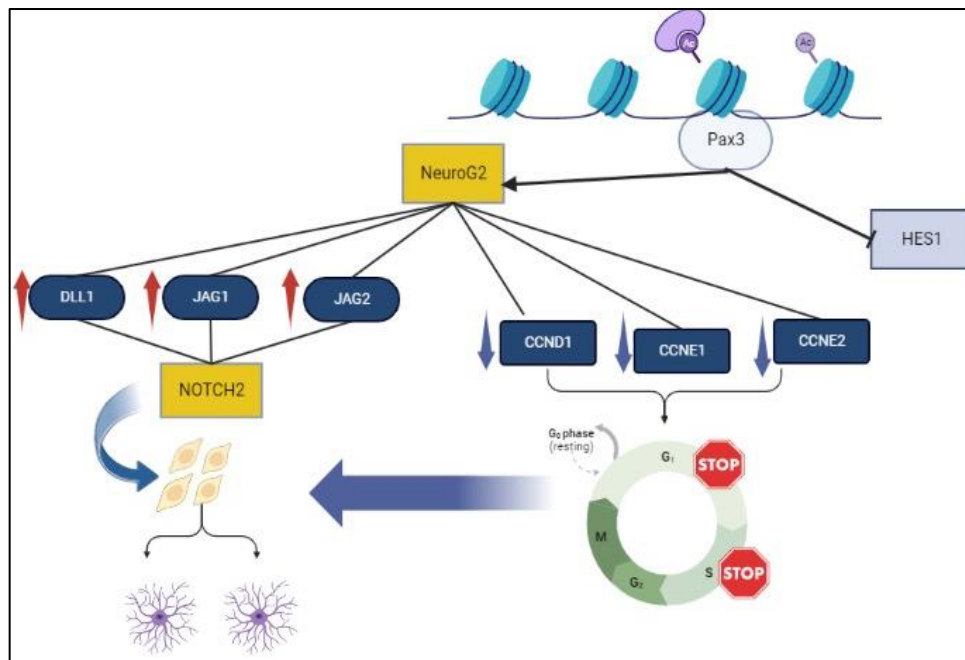 Ac
Ac
Pax3
NeuroG2
HES1
DLL1
JAG1
JAG2
CCND1
CCNE1
CCNE2
NOTCH2
G₀ phase
(resting)
G₁
STOP
M
G₂
S
STOP